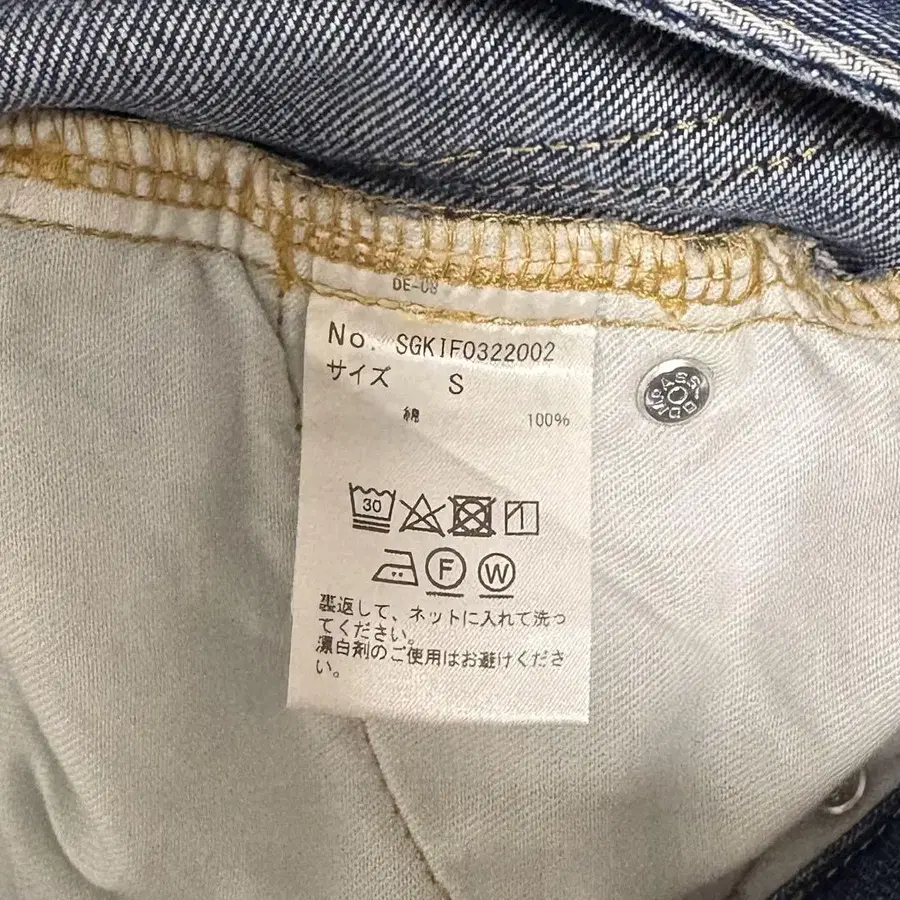 DE-08
No. SGKIF0322002
サイズ S
綿 100%
30
F W
裏返して、ネットに入れて洗っ
てください。
漂白剤のご使用はお避けくださ
い。